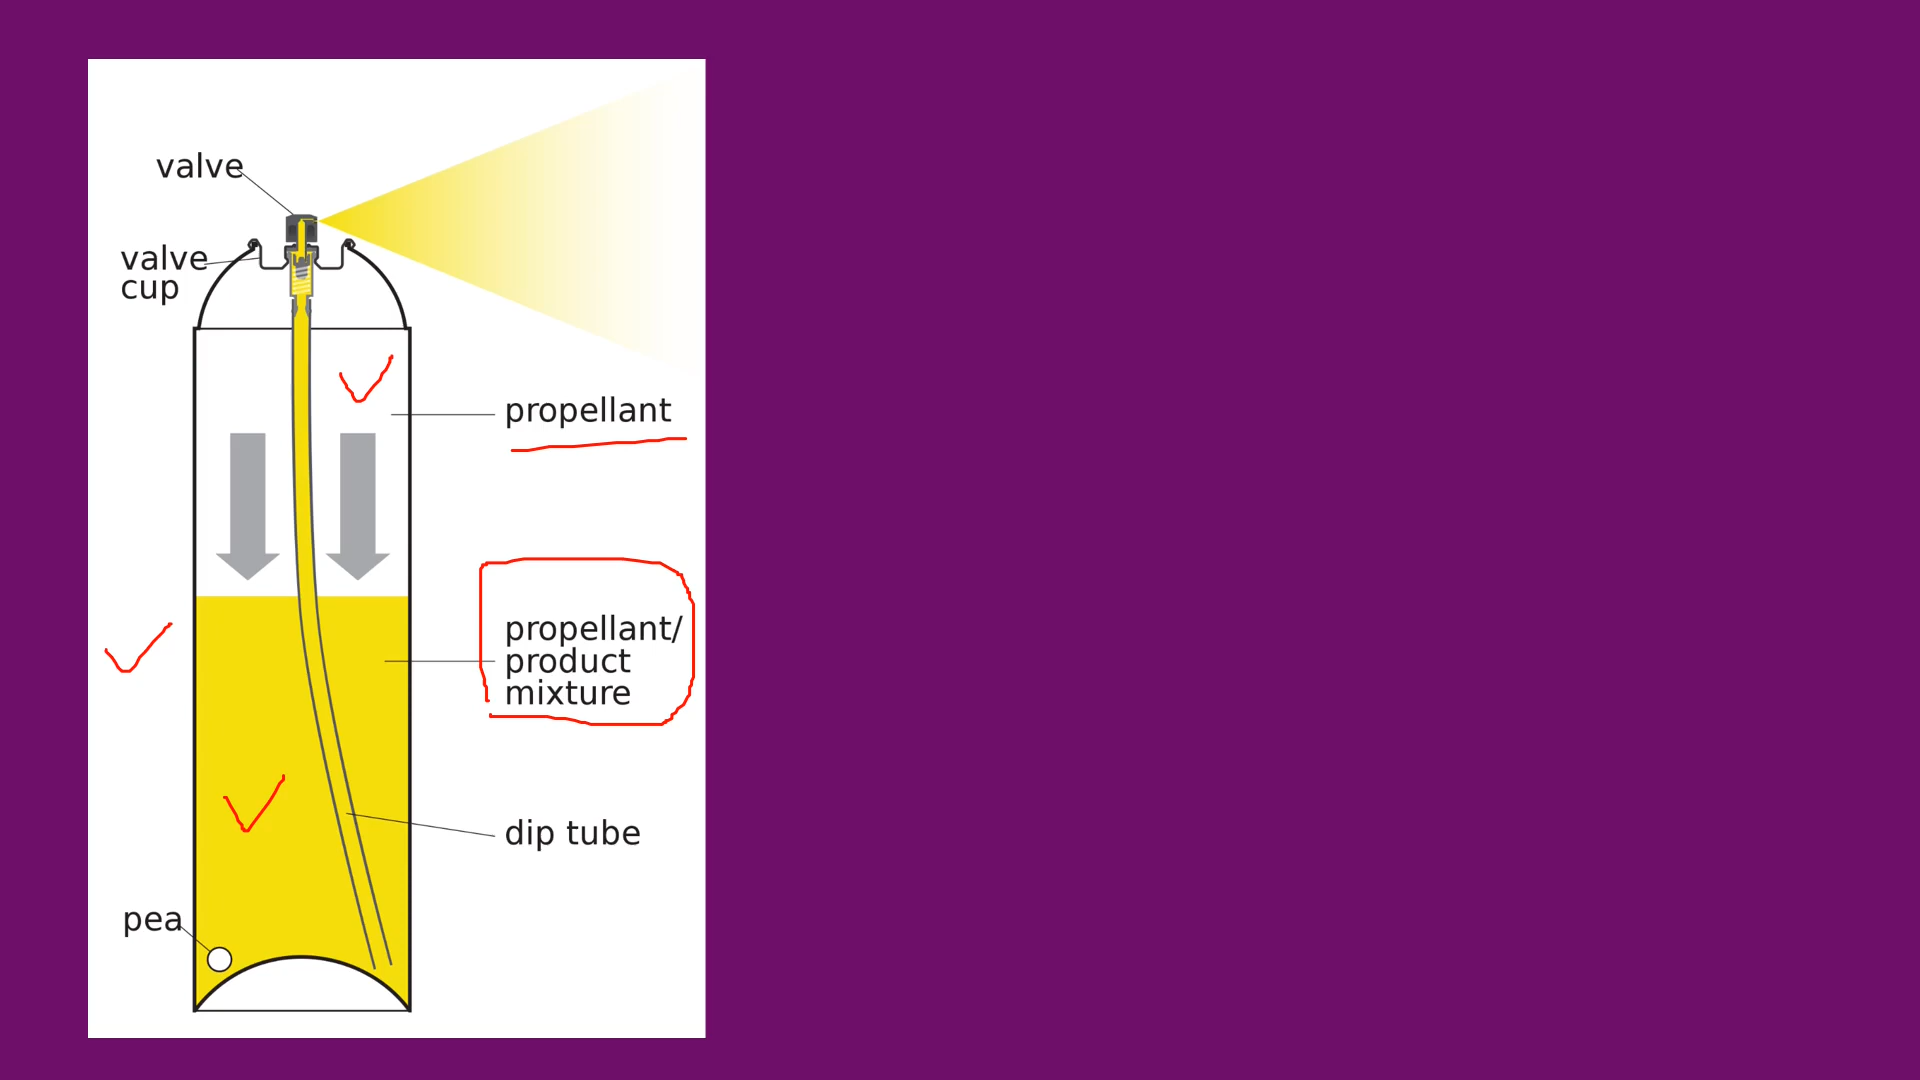 valve
valve
cup
propellant
propellant/
product
mixture
dip tube
pea